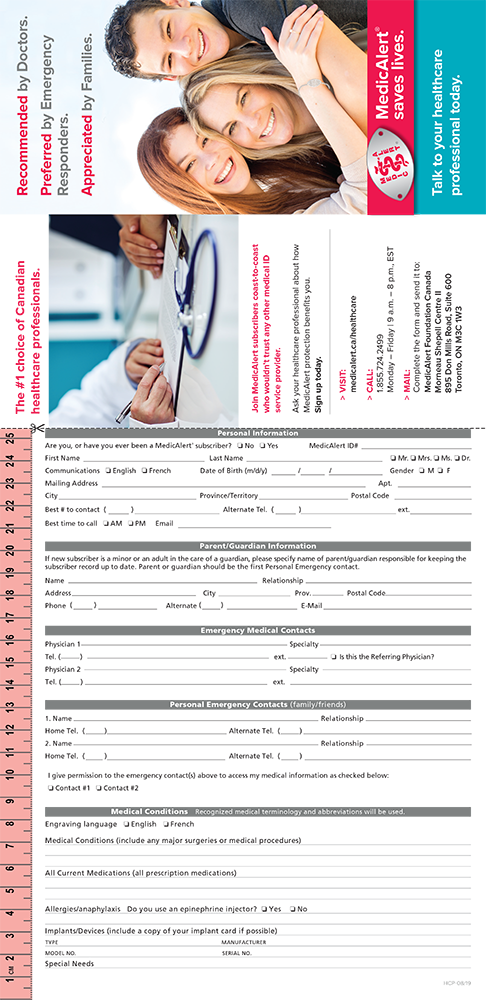 Recommended by Doctors.
Preferred by Emergency
Responders.
Appreciated by Families.
MedicAlert®
saves lives.
MEDIC ALERT
Talk to your healthcare
professional today.
The #1 choice of Canadian
healthcare professionals.
Join MedicAlert subscribers coast-to-coast
who wouldn't trust any other medical ID
service provider.
Ask your healthcare professional about how
MedicAlert protection benefits you.
Sign up today.
> VISIT:
medicalert.ca/healthcare
> CALL:
1.855.724.2499
Monday – Friday | 9 a.m. – 8 p.m., EST
> MAIL:
Complete the form and send it to:
MedicAlert Foundation Canada
Morneau Shepell Centre II
895 Don Mills Road, Suite 600
Toronto, ON M3C 1W3
Personal Information
Are you, or have you ever been a MedicAlert® subscriber? ❏ No ❏ Yes MedicAlert ID#
First Name Last Name ❏ Mr. ❏ Mrs. ❏ Ms. ❏ Dr.
Communications ❏ English ❏ French Date of Birth (m/d/y) / / Gender ❏ M ❏ F
Mailing Address Apt.
City Province/Territory Postal Code
Best # to contact ( ) Alternate Tel. ( ) ext.
Best time to call ❏ AM ❏ PM Email
Parent/Guardian Information
If new subscriber is a minor or an adult in the care of a guardian, please specify name of parent/guardian responsible for keeping the
subscriber record up to date. Parent or guardian should be the first Personal Emergency contact.
Name Relationship
Address City Prov. Postal Code
Phone ( ) Alternate ( ) E-Mail
Emergency Medical Contacts
Physician 1 Specialty
Tel. ( ) ext. ❏ Is this the Referring Physician?
Physician 2 Specialty
Tel. ( ) ext.
Personal Emergency Contacts (family/friends)
1. Name Relationship
Home Tel. ( ) Alternate Tel. ( )
2. Name Relationship
Home Tel. ( ) Alternate Tel. ( )
I give permission to the emergency contact(s) above to access my medical information as checked below:
❏ Contact #1 ❏ Contact #2
Medical Conditions Recognized medical terminology and abbreviations will be used.
Engraving language ❏ English ❏ French
Medical Conditions (include any major surgeries or medical procedures)
All Current Medications (all prescription medications)
Allergies/anaphylaxis Do you use an epinephrine injector? ❏ Yes ❏ No
Implants/Devices (include a copy of your implant card if possible)
TYPE MANUFACTURER
MODEL NO. SERIAL NO.
Special Needs
HCP 08/19
1 CM 2 3 4 5 6 7 8 9 10 11 12 13 14 15 16 17 18 19 20 21 22 23 24 25